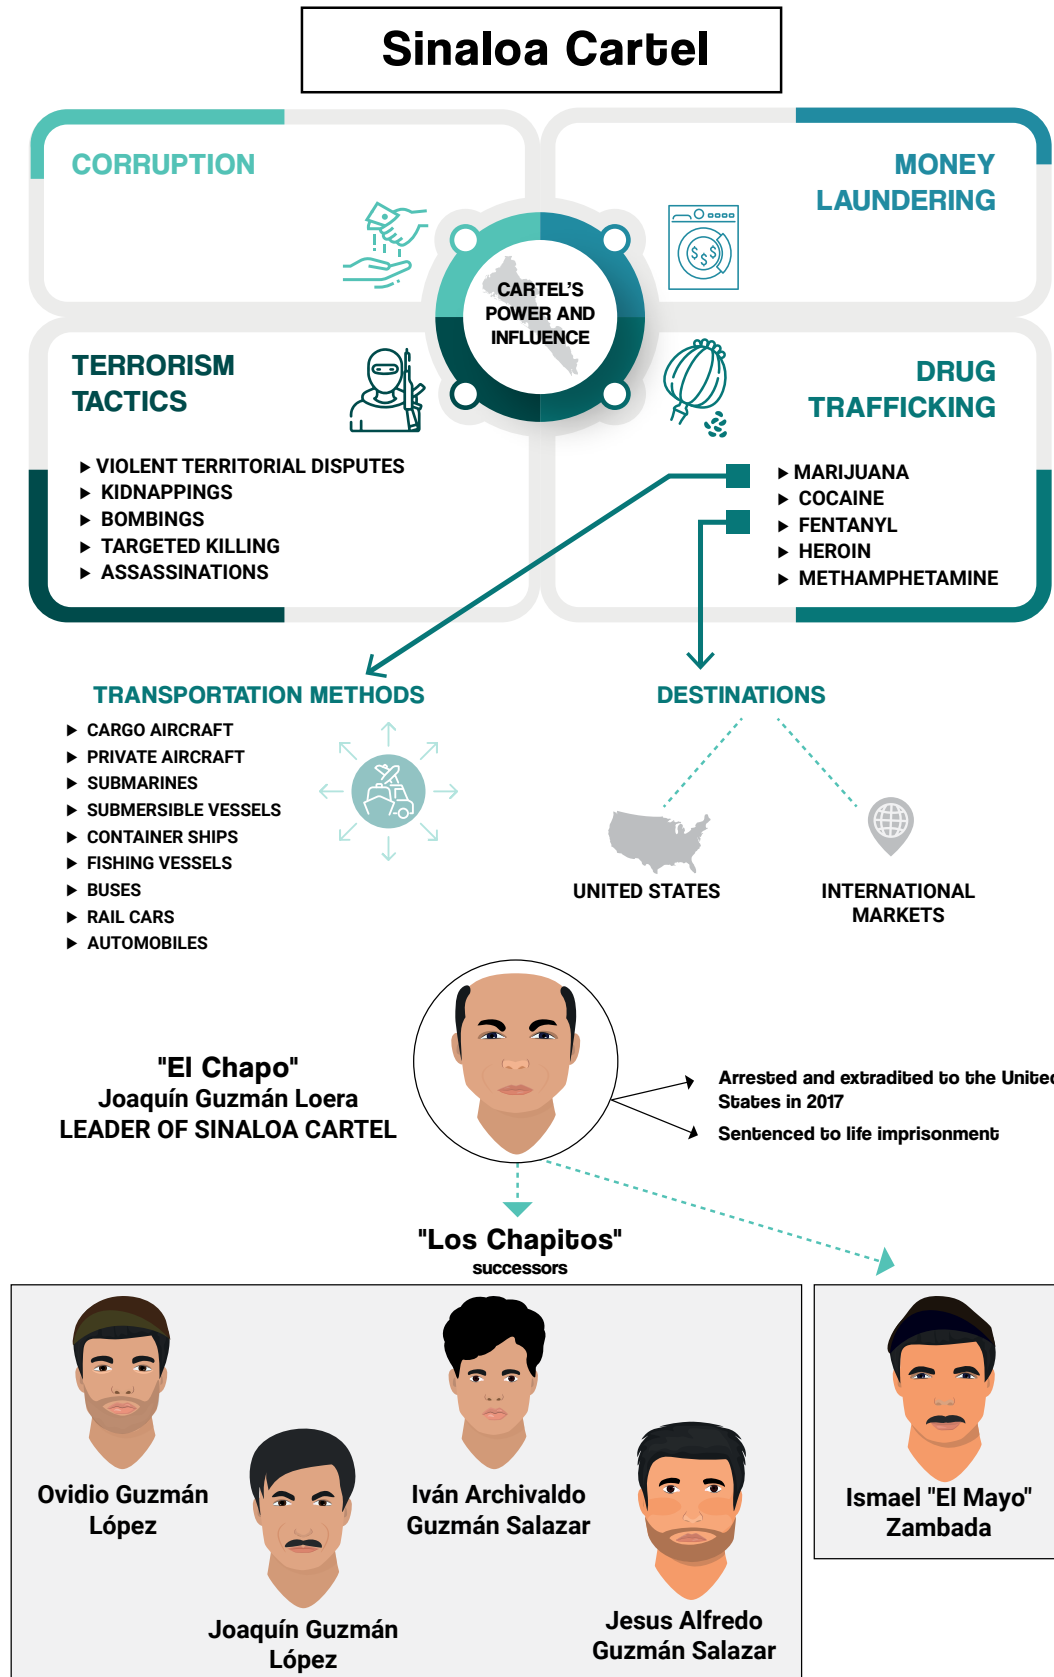 Sinaloa Cartel
CORRUPTION
MONEY
LAUNDERING
CARTEL'S
POWER AND
INFLUENCE
TERRORISM
TACTICS
▶ VIOLENT TERRITORIAL DISPUTES
▶ KIDNAPPINGS
▶ BOMBINGS
▶ TARGETED KILLING
▶ ASSASSINATIONS
DRUG
TRAFFICKING
▶ MARIJUANA
▶ COCAINE
▶ FENTANYL
▶ HEROIN
▶ METHAMPHETAMINE
TRANSPORTATION METHODS
▶ CARGO AIRCRAFT
▶ PRIVATE AIRCRAFT
▶ SUBMARINES
▶ SUBMERSIBLE VESSELS
▶ CONTAINER SHIPS
▶ FISHING VESSELS
▶ BUSES
▶ RAIL CARS
▶ AUTOMOBILES
DESTINATIONS
UNITED STATES
INTERNATIONAL
MARKETS
"El Chapo"
Joaquín Guzmán Loera
LEADER OF SINALOA CARTEL
Arrested and extradited to the United
States in 2017
Sentenced to life imprisonment
"Los Chapitos"
successors
Ovidio Guzmán
López
Joaquín Guzmán
López
Iván Archivaldo
Guzmán Salazar
Jesus Alfredo
Guzmán Salazar
Ismael "El Mayo"
Zambada